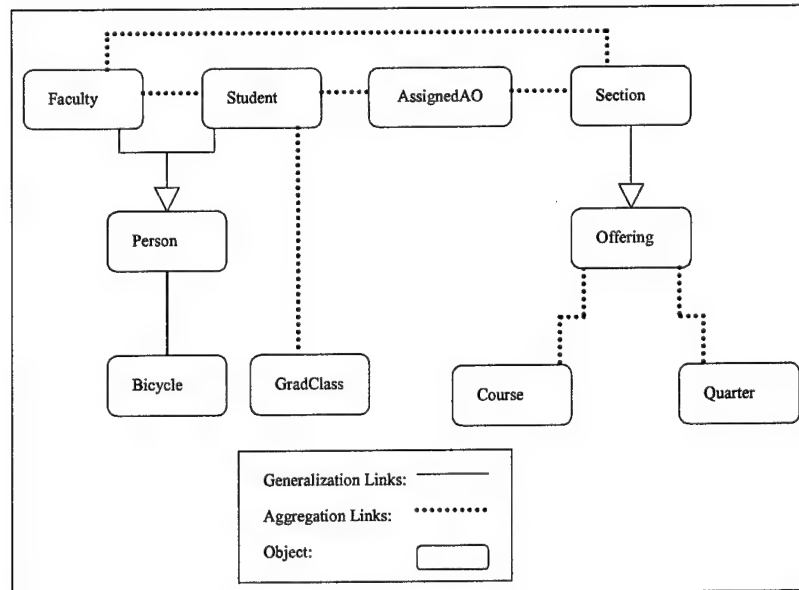 Faculty
Student
AssignedAO
Section
Person
Offering
Bicycle
GradClass
Course
Quarter
Generalization Links:
Aggregation Links:
Object: